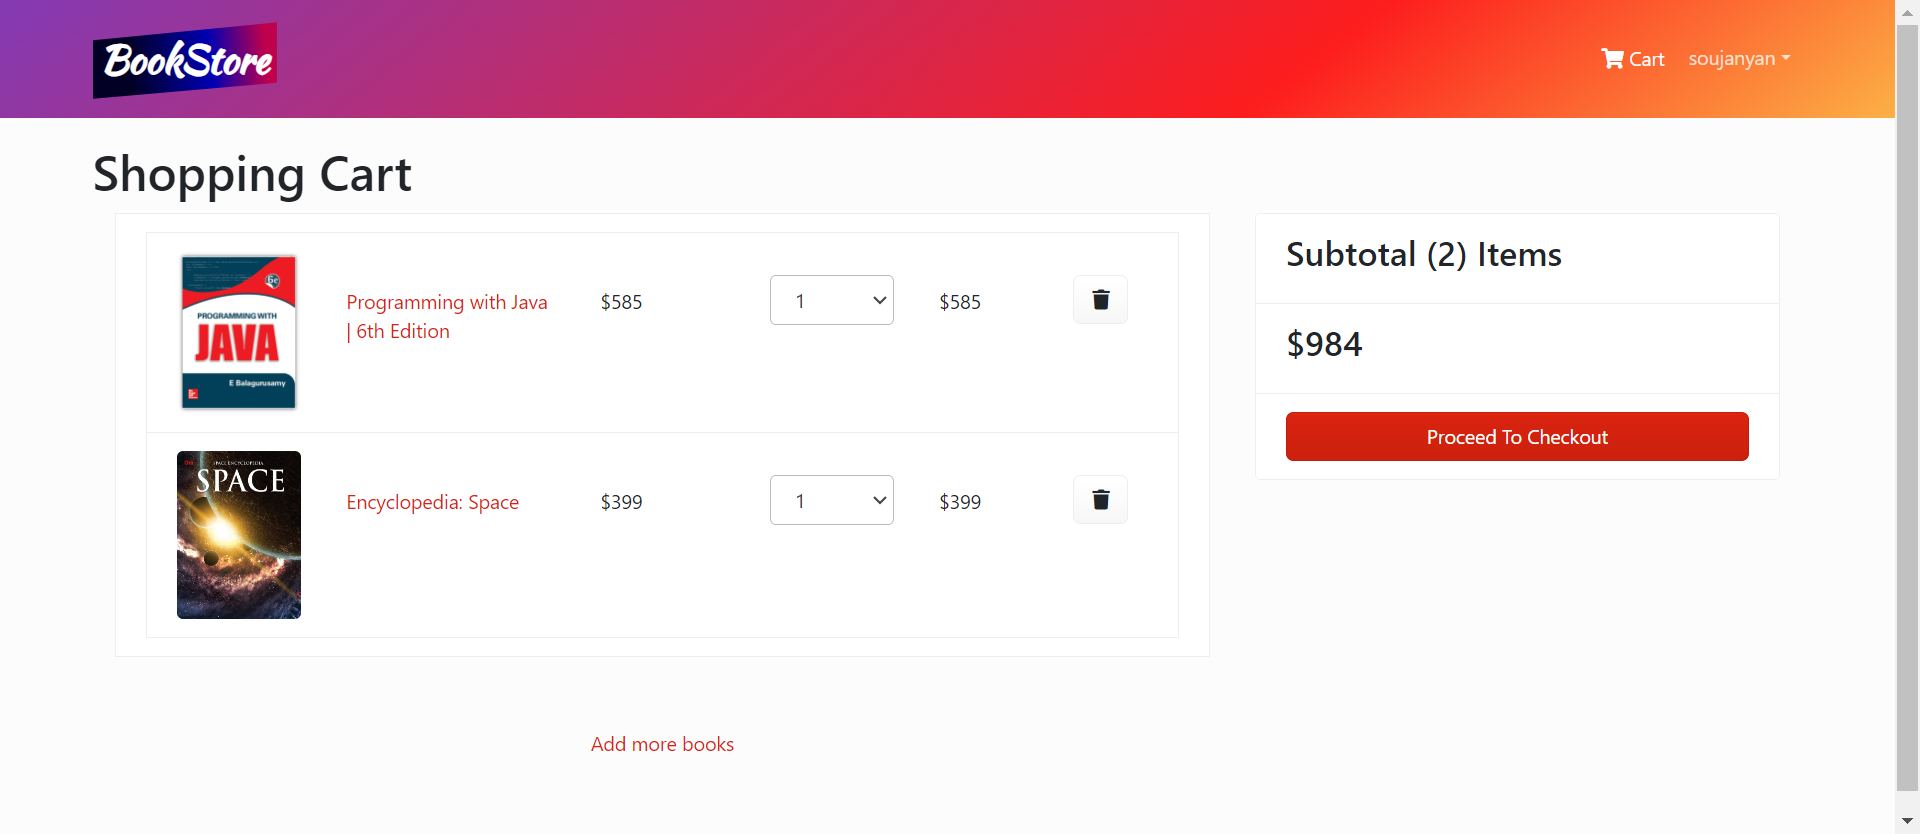 BookStore
Cart
soujanyan
Shopping Cart
6e
PROGRAMMING WITH
JAVA
E Balagurusamy
Programming with Java
| 6th Edition
$585
1
$585
SPACE ENCYCLOPEDIA
SPACE
Encyclopedia: Space
$399
1
$399
Add more books
Subtotal (2) Items
$984
Proceed To Checkout